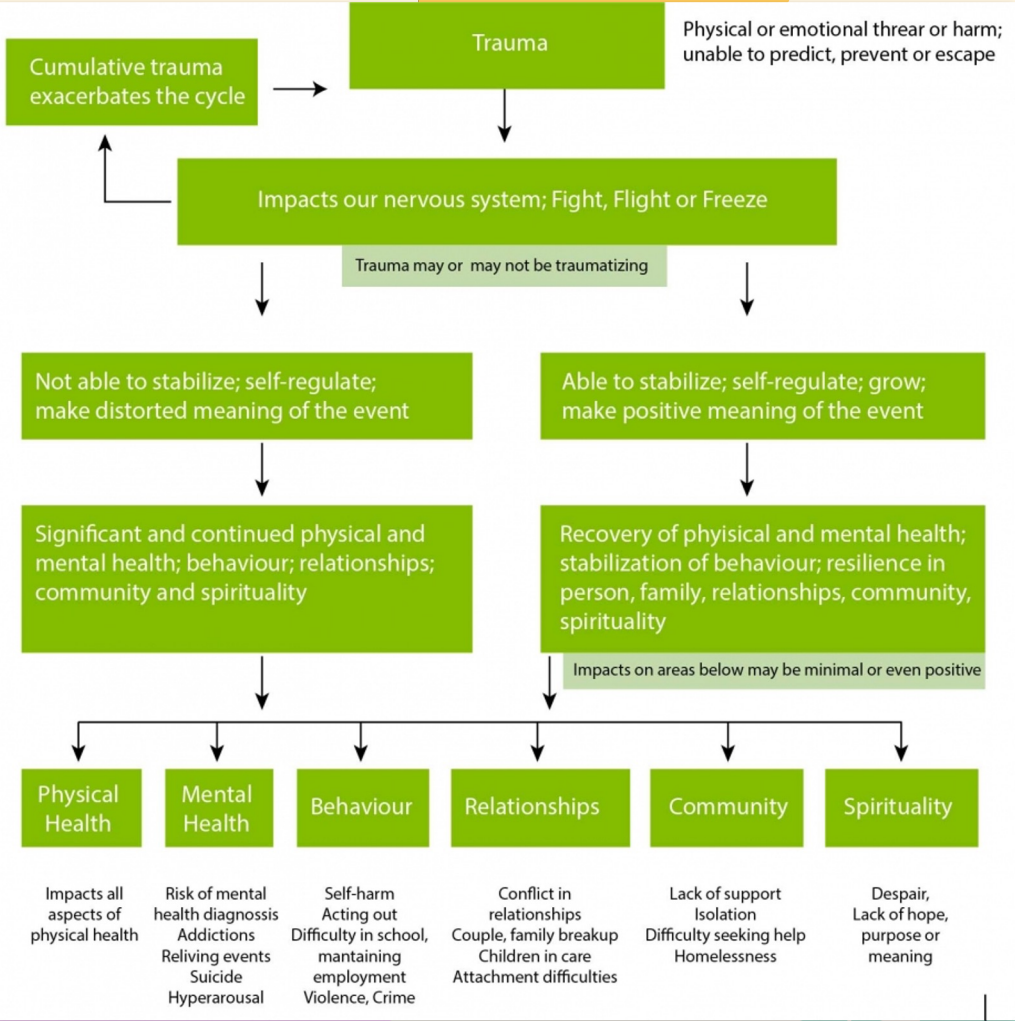 Trauma
Physical or emotional threar or harm;
unable to predict, prevent or escape
Cumulative trauma
exacerbates the cycle
Impacts our nervous system; Fight, Flight or Freeze
Trauma may or may not be traumatizing
Not able to stabilize; self-regulate;
make distorted meaning of the event
Able to stabilize; self-regulate; grow;
make positive meaning of the event
Significant and continued physical and
mental health; behaviour; relationships;
community and spirituality
Recovery of phyisical and mental health;
stabilization of behaviour; resilience in
person, family, relationships, community,
spirituality
Impacts on areas below may be minimal or even positive
Physical
Health
Mental
Health
Behaviour
Relationships
Community
Spirituality
Impacts all
aspects of
physical health
Risk of mental
health diagnosis
Addictions
Reliving events
Suicide
Hyperarousal
Self-harm
Acting out
Difficulty in school,
mantaining
employment
Violence, Crime
Conflict in
relationships
Couple, family breakup
Children in care
Attachment difficulties
Lack of support
Isolation
Difficulty seeking help
Homelessness
Despair,
Lack of hope,
purpose or
meaning